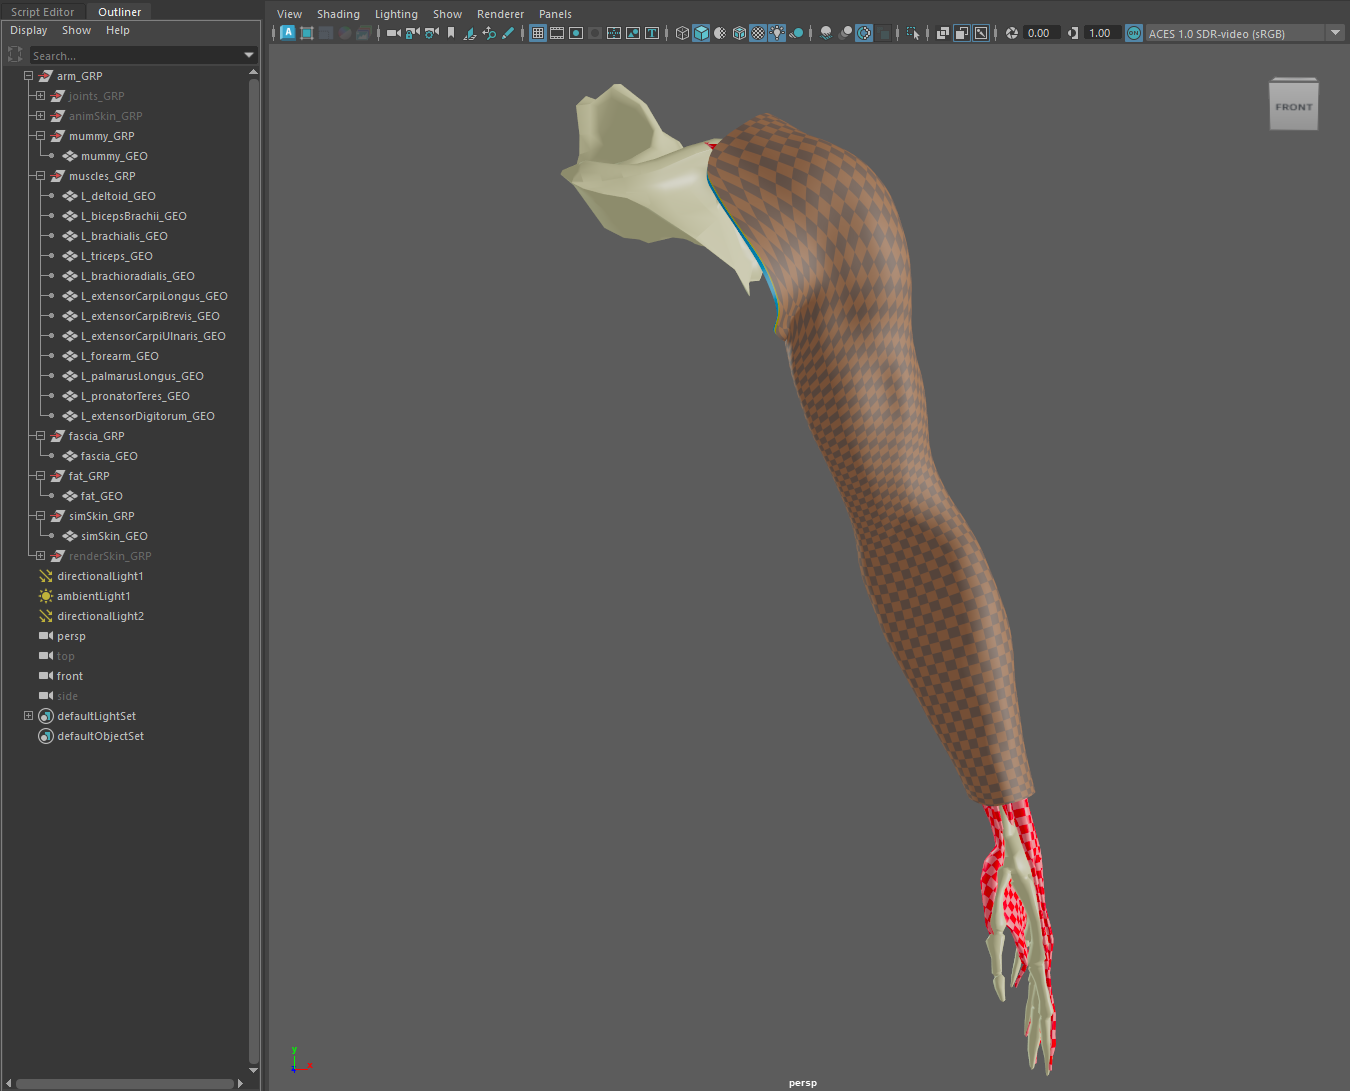 Script Editor Outliner
Display Show Help
Search...
arm_GRP
joints_GRP
animSkin_GRP
mummy_GRP
mummy_GEO
muscles_GRP
L_deltoid_GEO
L_bicepsBrachii_GEO
L_brachialis_GEO
L_triceps_GEO
L_brachioradialis_GEO
L_extensorCarpiLongus_GEO
L_extensorCarpiBrevis_GEO
L_extensorCarpiUlnaris_GEO
L_forearm_GEO
L_palmarusLongus_GEO
L_pronatorTeres_GEO
L_extensorDigitorum_GEO
fascia_GRP
fascia_GEO
fat_GRP
fat_GEO
simSkin_GRP
simSkin_GEO
renderSkin_GRP
directionalLight1
ambientLight1
directionalLight2
persp
top
front
side
defaultLightSet
defaultObjectSet
View Shading Lighting Show Renderer Panels
A T 0.00 1.00 ON ACES 1.0 SDR-video (sRGB)
FRONT
y
x
z
persp